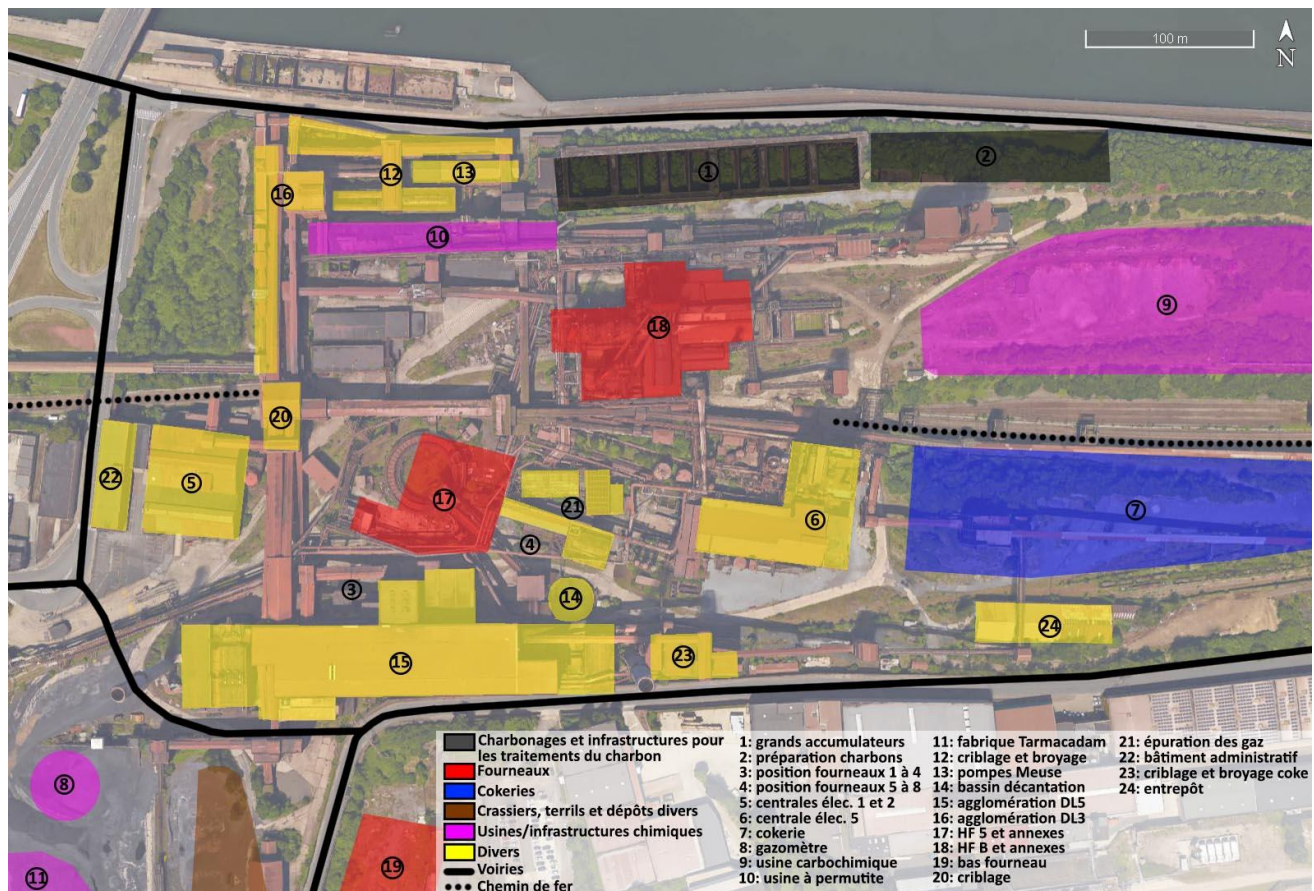 100 m
N
1
2
12
13
16
10
9
18
20
22
5
17
21
4
6
7
3
14
15
23
24
8
11
19
Charbonages et infrastructures pour
les traitements du charbon
Fourneaux
Cokeries
Crassiers, terrils et dépôts divers
Usines/infrastructures chimiques
Divers
Voiries
Chemin de fer
1: grands accumulateurs
2: préparation charbons
3: position fourneaux 1 à 4
4: position fourneaux 5 à 8
5: centrales élec. 1 et 2
6: centrale élec. 5
7: cokerie
8: gazomètre
9: usine carbochimique
10: usine à permutite
11: fabrique Tarmacadam
12: criblage et broyage
13: pompes Meuse
14: bassin décantation
15: agglomération DL5
16: agglomération DL3
17: HF 5 et annexes
18: HF B et annexes
19: bas fourneau
20: criblage
21: épuration des gaz
22: bâtiment administratif
23: criblage et broyage coke
24: entrepôt